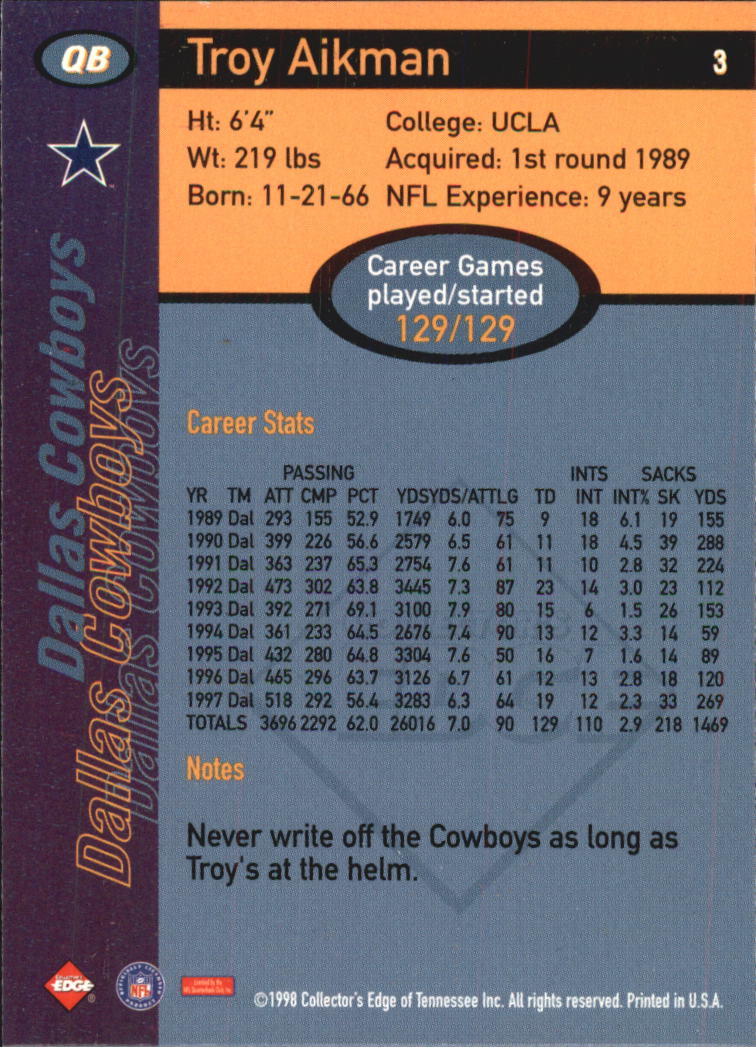 QB
Troy Aikman 3
Ht: 6'4" College: UCLA
Wt: 219 lbs Acquired: 1st round 1989
Born: 11-21-66 NFL Experience: 9 years
Career Games
played/started
129/129
Dallas Cowboys
Dallas Cowboys
Dallas Cowboys
Career Stats
PASSING INTS SACKS
YR TM ATT CMP PCT YDS YDS/ATT LG TD INT INT% SK YDS
1989 Dal 293 155 52.9 1749 6.0 75 9 18 6.1 19 155
1990 Dal 399 226 56.6 2579 6.5 61 11 18 4.5 39 288
1991 Dal 363 237 65.3 2754 7.6 61 11 10 2.8 32 224
1992 Dal 473 302 63.8 3445 7.3 87 23 14 3.0 23 112
1993 Dal 392 271 69.1 3100 7.9 80 15 6 1.5 26 153
1994 Dal 361 233 64.5 2676 7.4 90 13 12 3.3 14 59
1995 Dal 432 280 64.8 3304 7.6 50 16 7 1.6 14 89
1996 Dal 465 296 63.7 3126 6.7 61 12 13 2.8 18 120
1997 Dal 518 292 56.4 3283 6.3 64 19 12 2.3 33 269
TOTALS 3696 2292 62.0 26016 7.0 90 129 110 2.9 218 1469
Notes
Never write off the Cowboys as long as
Troy's at the helm.
EDGE ®
NFL
©1998 Collector's Edge of Tennessee Inc. All rights reserved. Printed in U.S.A.